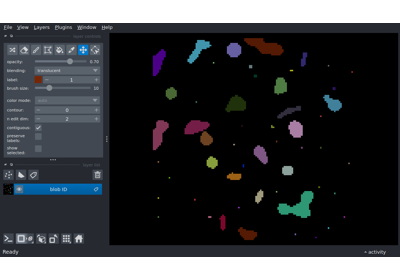 File View Layers Plugins Window Help
opacity: 0.70
blending: translucent
label: 1
brush size: 10
color mode:
contour: 0
n edit dim: 2
contiguous:
preserve
labels:
show
selected:
blob ID
Ready
activity